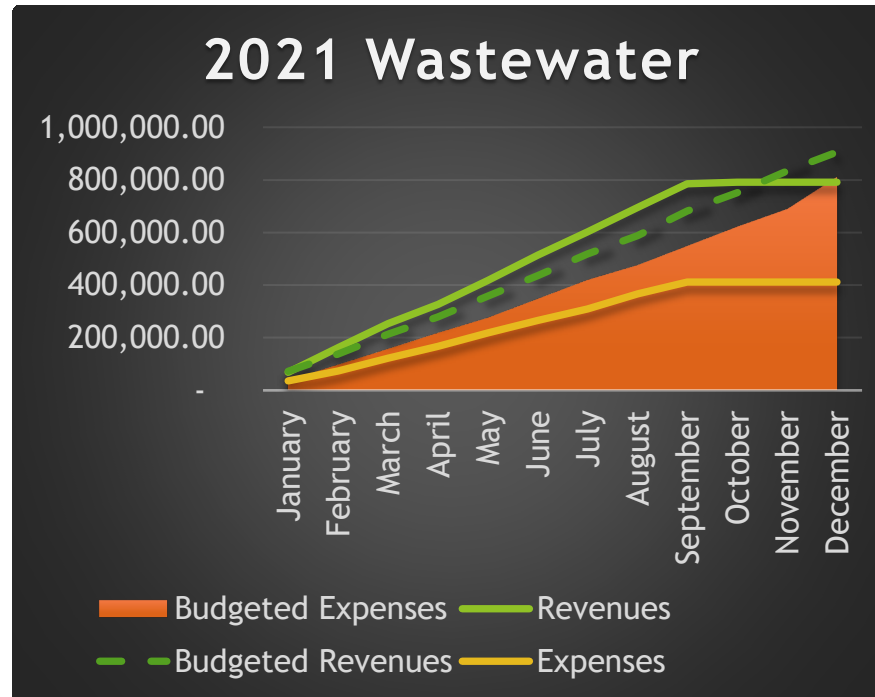 2021 Wastewater
1,000,000.00
800,000.00
600,000.00
400,000.00
200,000.00
-
January
February
March
April
May
June
July
August
September
October
November
December
Budgeted Expenses
Revenues
Budgeted Revenues
Expenses